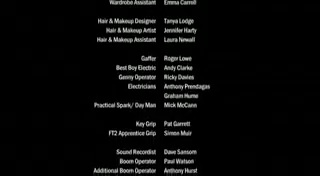 Wardrobe Assistant Emma Carroll
Hair & Makeup Designer Tanya Lodge
Hair & Makeup Artist Jennifer Harty
Hair & Makeup Assistant Laura Newall
Gaffer Roger Lowe
Best Boy Electric Andy Clarke
Genny Operator Ricky Davies
Electricians Anthony Prendagas
Graham Hume
Practical Spark/ Day Man Mick McCann
Key Grip Pat Garrett
FT2 Apprentice Grip Simon Muir
Sound Recordist Dave Sansom
Boom Operator Paul Watson
Additional Boom Operator Anthony Hurst